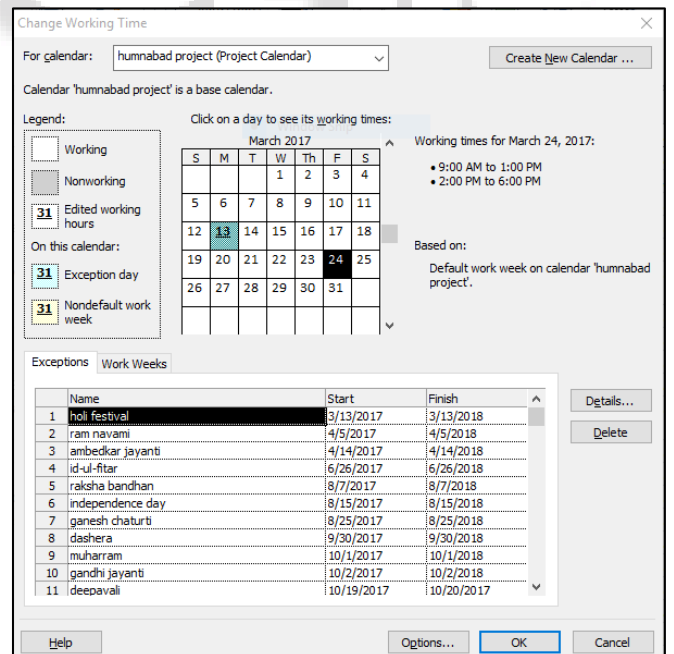 Change Working Time
For calendar: humnabad project (Project Calendar) Create New Calendar ...
Calendar 'humnabad project' is a base calendar.
Legend: Click on a day to see its working times:
Working
Nonworking
31 Edited working hours
On this calendar:
31 Exception day
31 Nondefault work week
March 2017
S M T W Th F S
1 2 3 4
5 6 7 8 9 10 11
12 13 14 15 16 17 18
19 20 21 22 23 24 25
26 27 28 29 30 31
Working times for March 24, 2017:
• 9:00 AM to 1:00 PM
• 2:00 PM to 6:00 PM
Based on:
Default work week on calendar 'humnabad
project'.
Exceptions Work Weeks
Name Start Finish
1 holi festival 3/13/2017 3/13/2018
2 ram navami 4/5/2017 4/5/2018
3 ambedkar jayanti 4/14/2017 4/14/2018
4 id-ul-fitar 6/26/2017 6/26/2018
5 raksha bandhan 8/7/2017 8/7/2018
6 independence day 8/15/2017 8/15/2018
7 ganesh chaturti 8/25/2017 8/25/2018
8 dashera 9/30/2017 9/30/2018
9 muharram 10/1/2017 10/1/2018
10 gandhi jayanti 10/2/2017 10/2/2018
11 deepavali 10/19/2017 10/20/2017
Details...
Delete
Help Options... OK Cancel